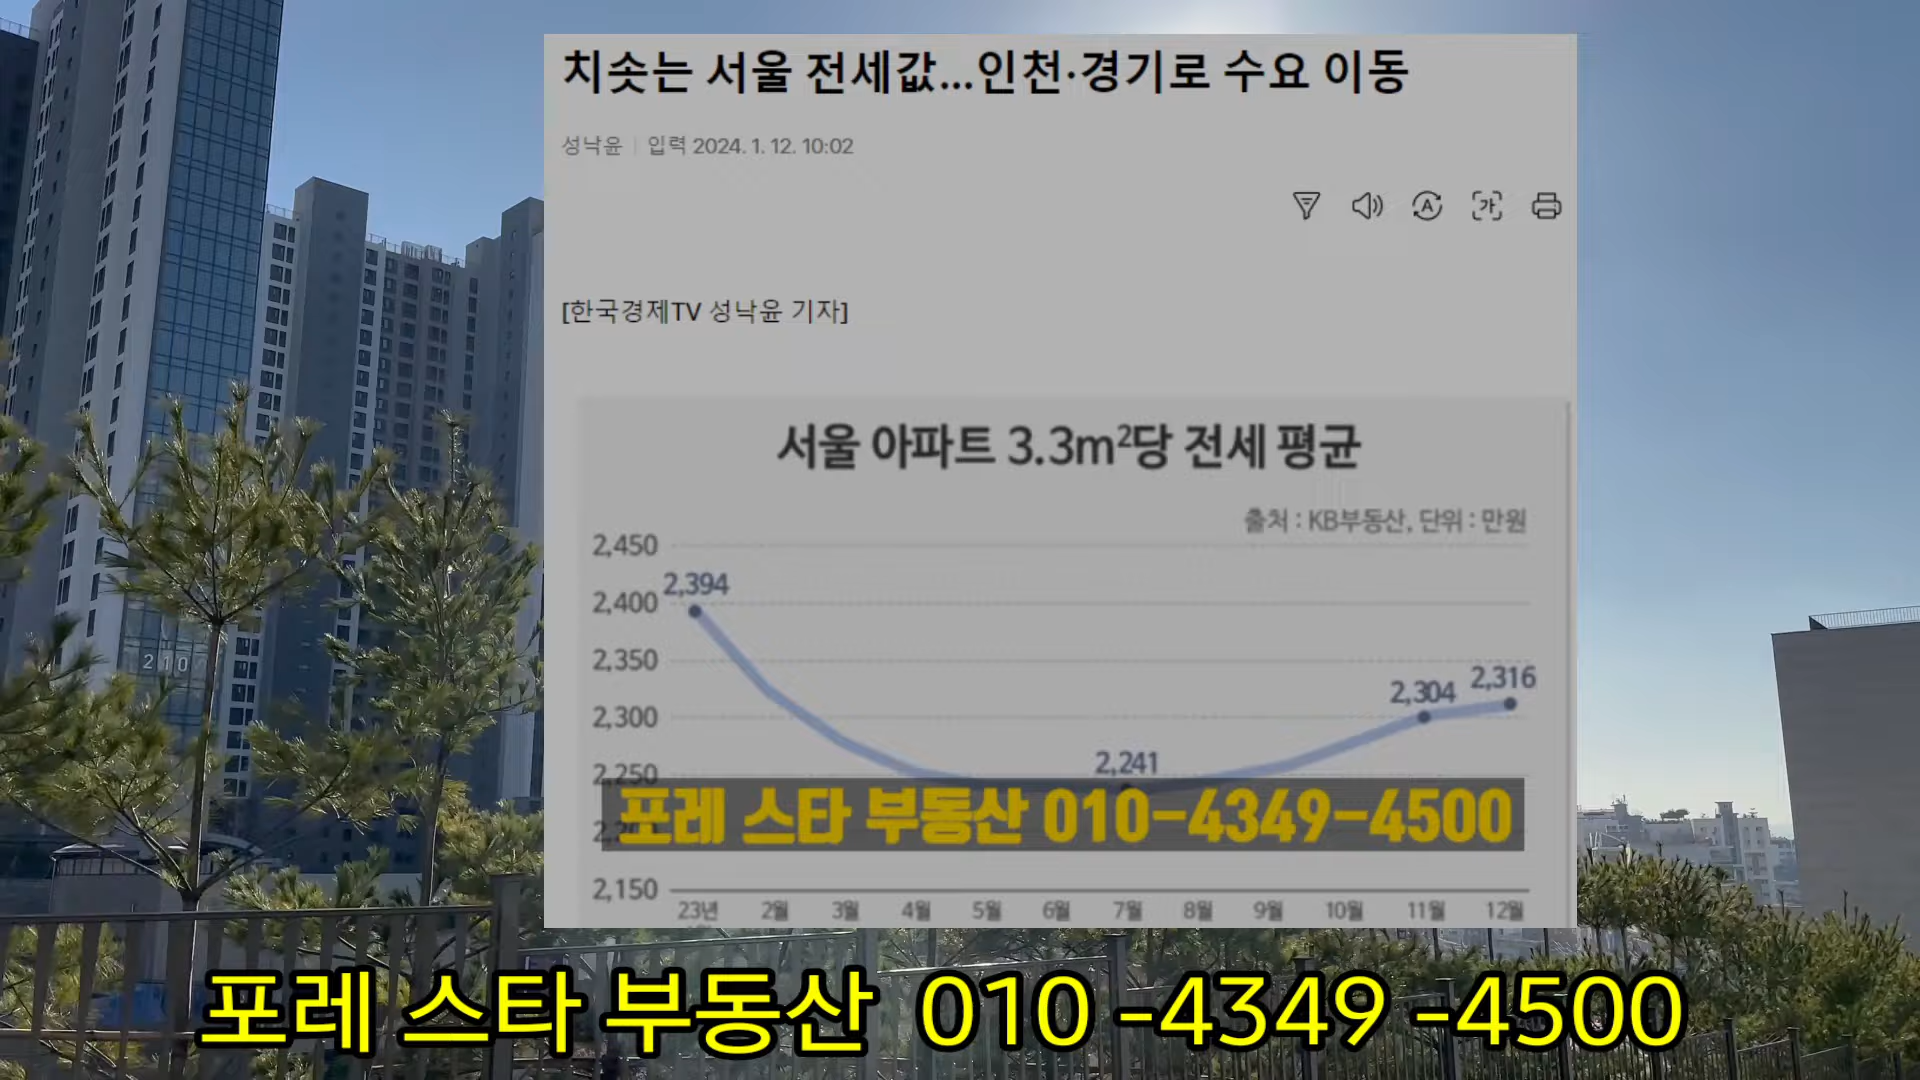 치솟는 서울 전세값...인천·경기로 수요 이동
성낙윤 | 입력 2024. 1. 12. 10:02
가
[한국경제TV 성낙윤 기자]
서울 아파트 3.3m²당 전세 평균
출처 : KB부동산, 단위 : 만원
2,450
2,394
2,400
2,350
2,316
2,304
2,300
2,241
2,250
포레 스타 부동산 010-4349-4500
2,150
23년 2월 3월 4월 5월 6월 7월 8월 9월 10월 11월 12월
210
포레 스타 부동산 010 -4349 -4500